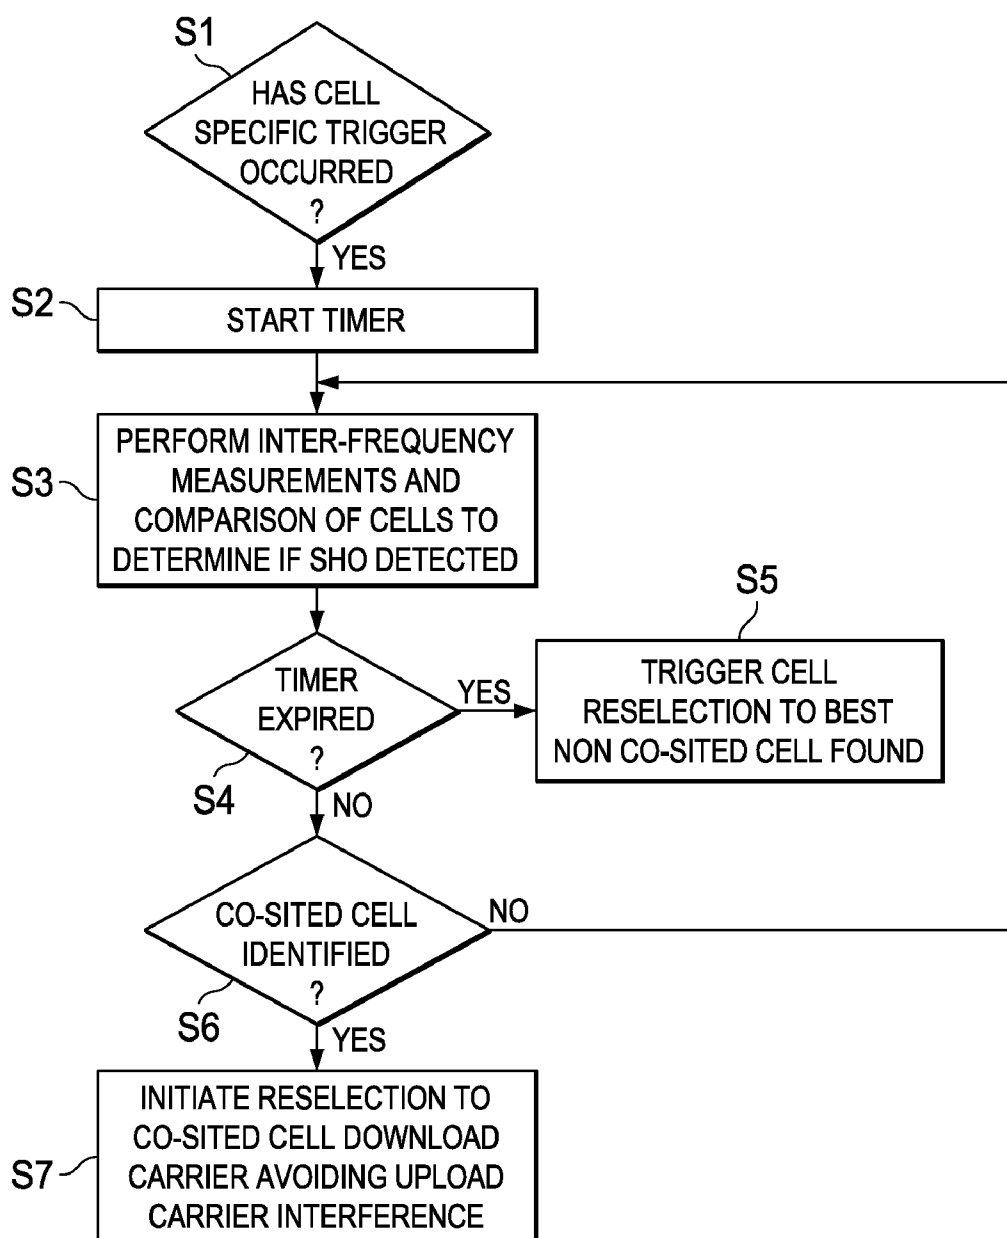 S1
HAS CELL
SPECIFIC TRIGGER
OCCURRED
?
YES
S2
START TIMER
S3
PERFORM INTER-FREQUENCY
MEASUREMENTS AND
COMPARISON OF CELLS TO
DETERMINE IF SHO DETECTED
S4
TIMER
EXPIRED
?
YES
S5
TRIGGER CELL
RESELECTION TO BEST
NON CO-SITED CELL FOUND
NO
S6
CO-SITED CELL
IDENTIFIED
?
NO
YES
S7
INITIATE RESELECTION TO
CO-SITED CELL DOWNLOAD
CARRIER AVOIDING UPLOAD
CARRIER INTERFERENCE